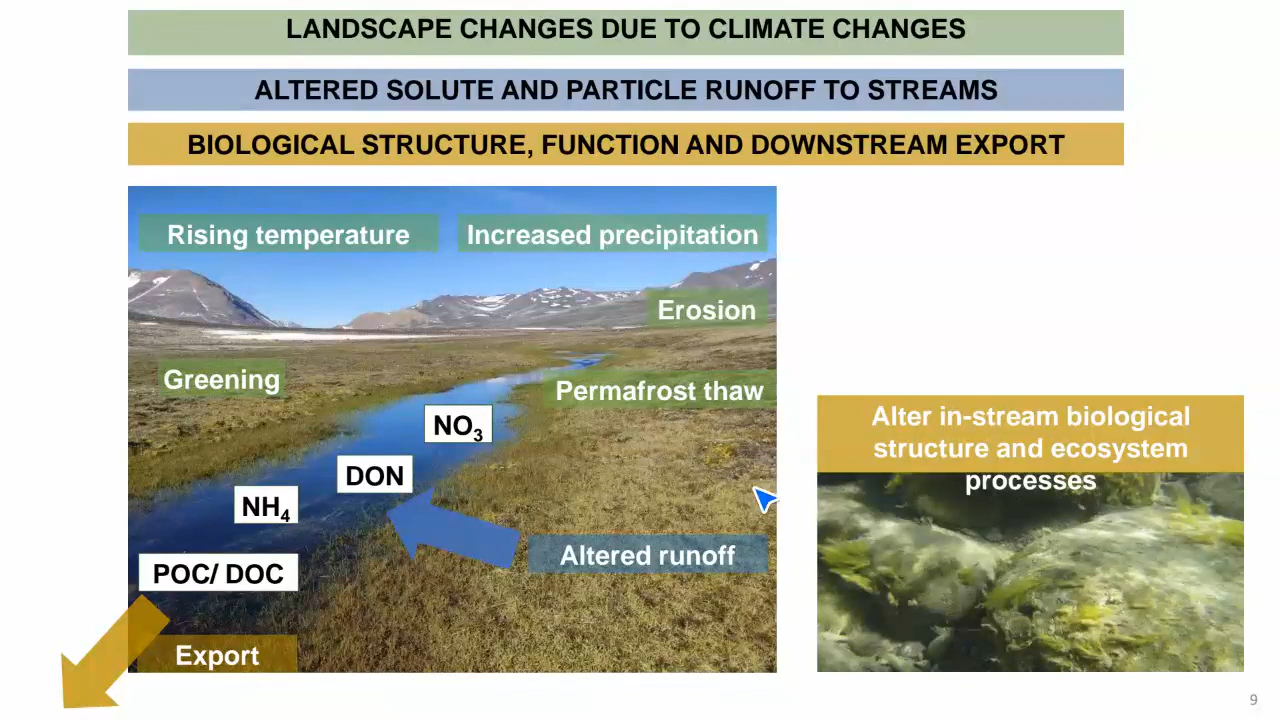 LANDSCAPE CHANGES DUE TO CLIMATE CHANGES
ALTERED SOLUTE AND PARTICLE RUNOFF TO STREAMS
BIOLOGICAL STRUCTURE, FUNCTION AND DOWNSTREAM EXPORT
Rising temperature
Increased precipitation
Erosion
Greening
Permafrost thaw
NO₃
DON
NH₄
Altered runoff
POC/ DOC
Export
Alter in-stream biological
structure and ecosystem
processes
9